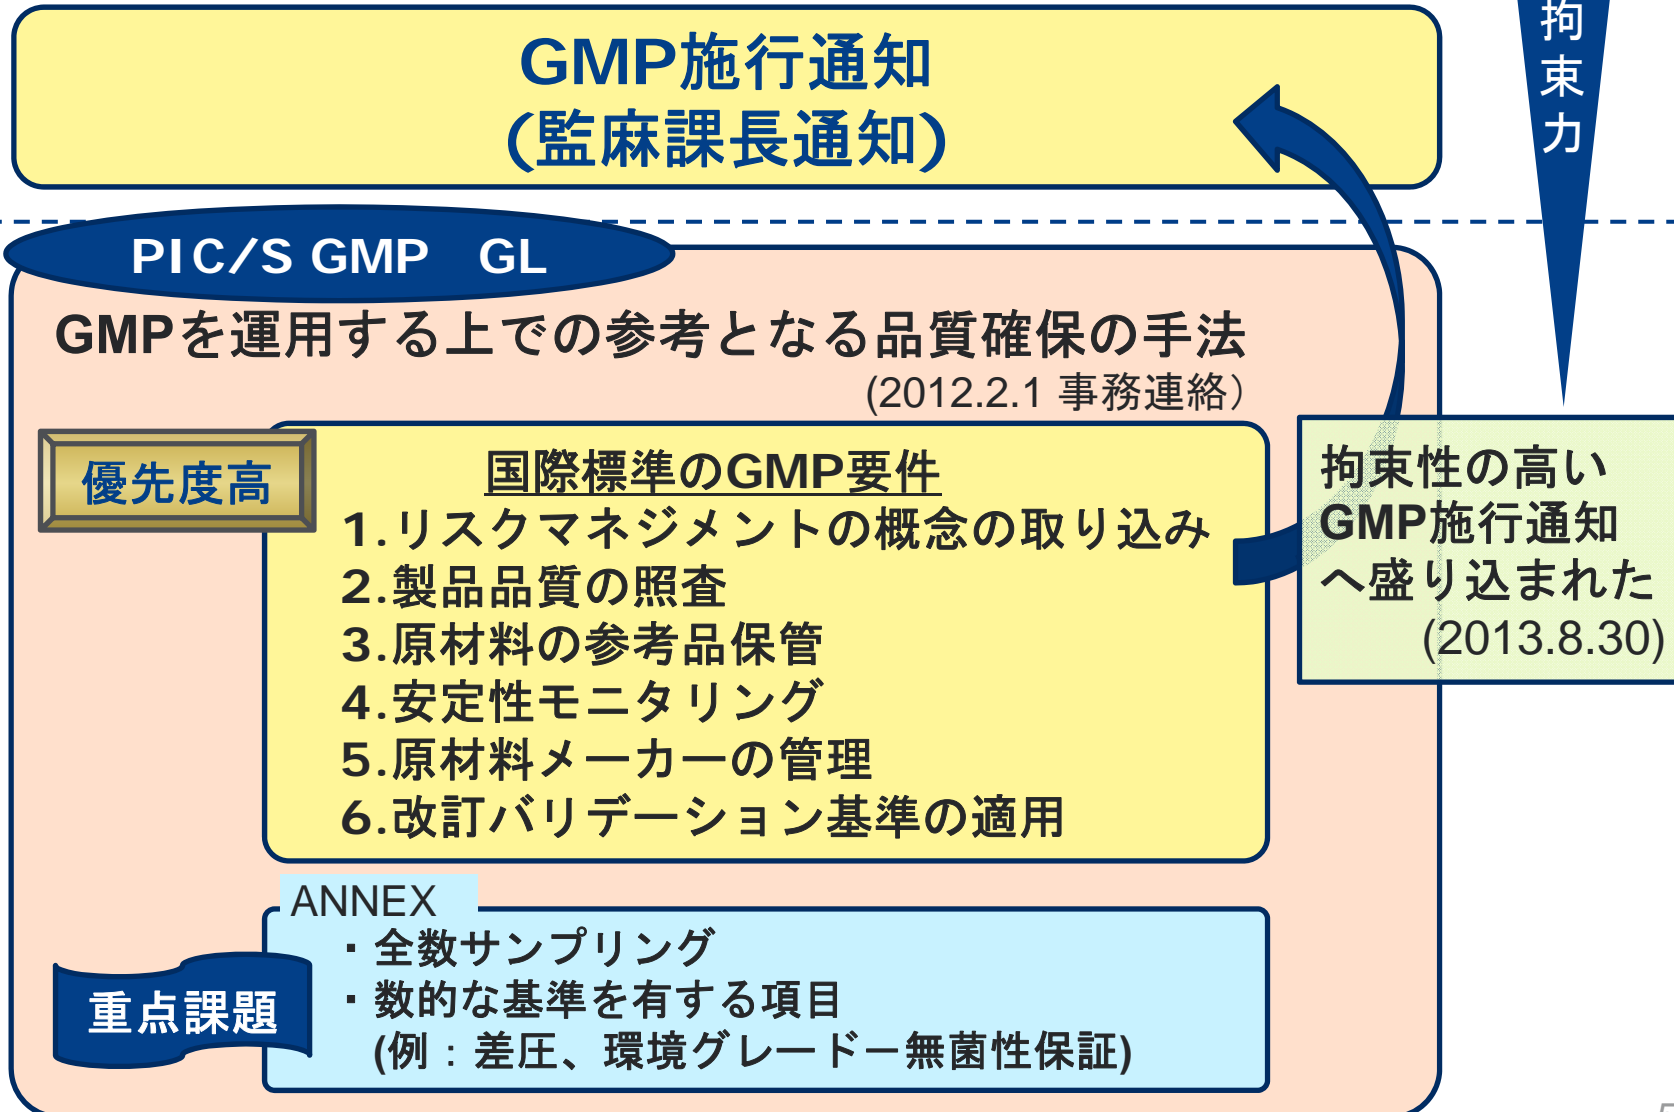 GMP施行通知
(監麻課長通知)
拘束力
PIC/S GMP GL
GMPを運用する上での参考となる品質確保の手法
(2012.2.1 事務連絡)
優先度高
国際標準のGMP要件
1.リスクマネジメントの概念の取り込み
2.製品品質の照査
3.原材料の参考品保管
4.安定性モニタリング
5.原材料メーカーの管理
6.改訂バリデーション基準の適用
拘束性の高い
GMP施行通知
へ盛り込まれた
(2013.8.30)
ANNEX
・全数サンプリング
・数的な基準を有する項目
(例：差圧、環境グレードー無菌性保証)
重点課題